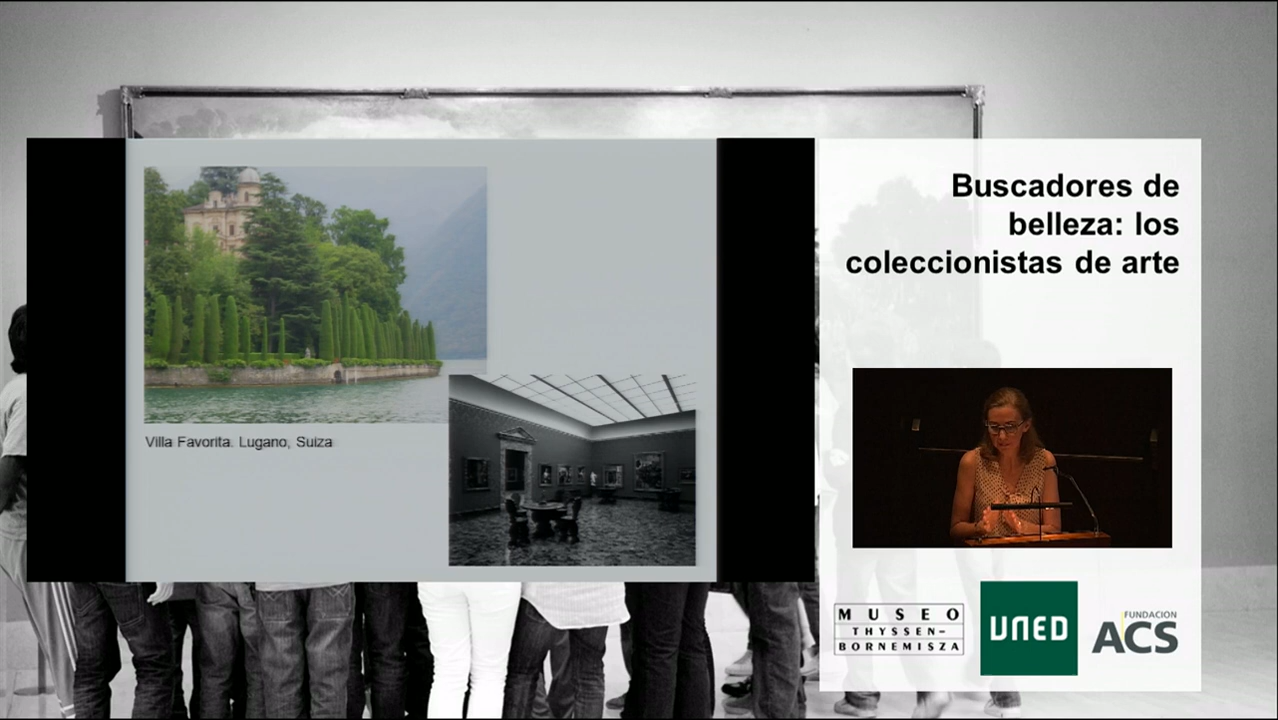 Buscadores de
belleza: los
coleccionistas de arte
Villa Favorita. Lugano, Suiza
MUSEO
THYSSEN-
BORNEMISZA
UNED
FUNDACION
ACS